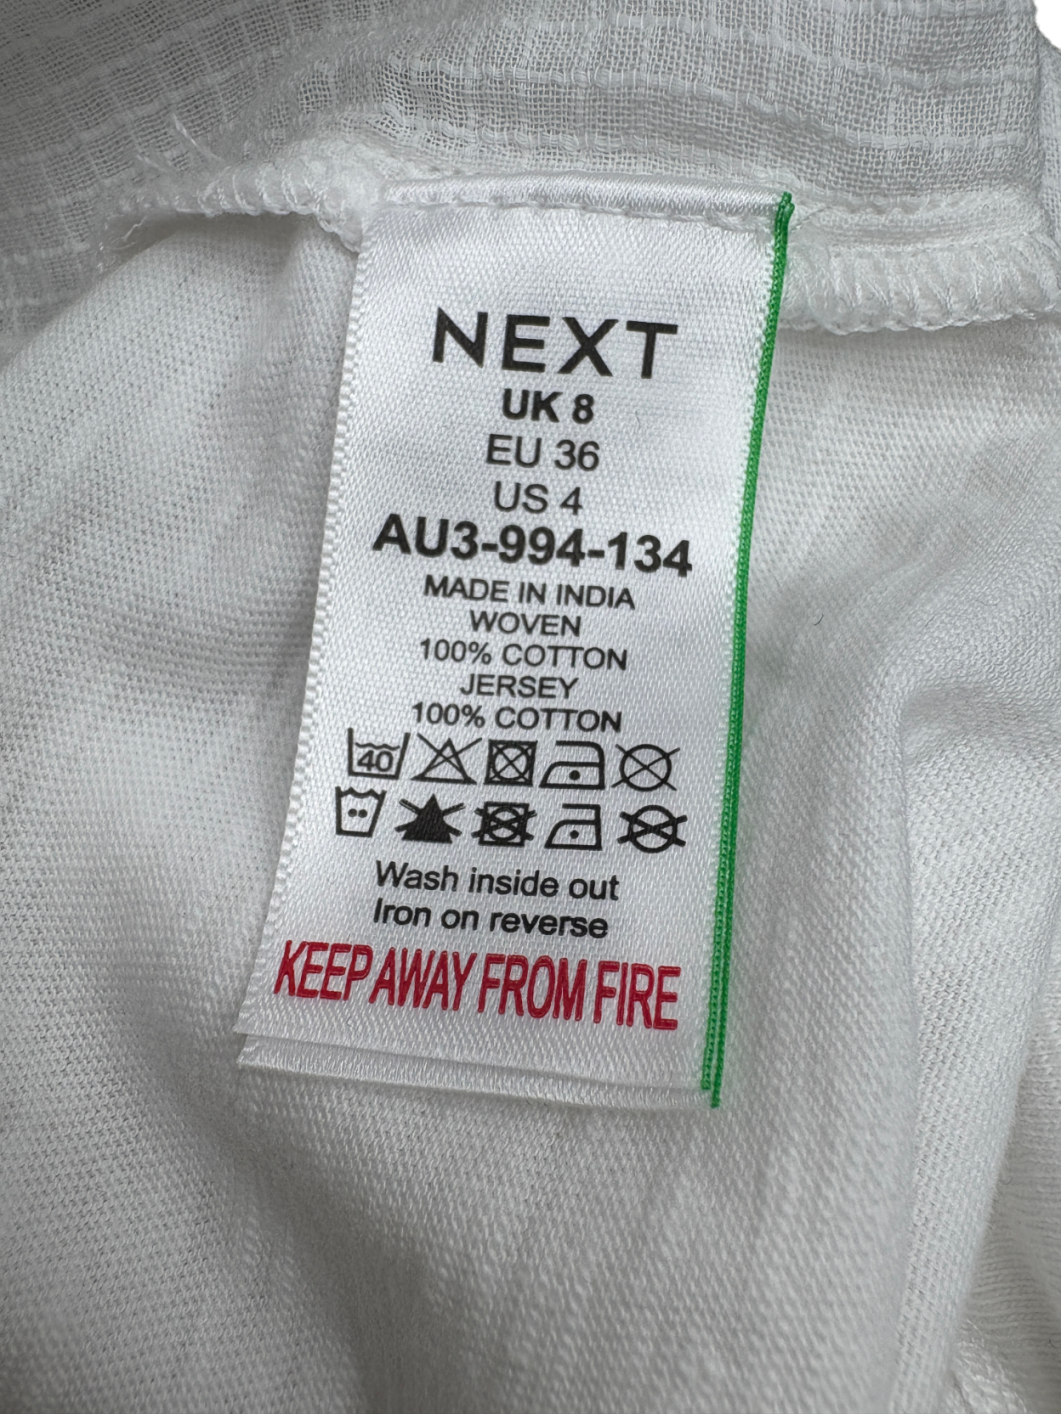 NEXT
UK 8
EU 36
US 4
AU3-994-134
MADE IN INDIA
WOVEN
100% COTTON
JERSEY
100% COTTON
40
Wash inside out
Iron on reverse
KEEP AWAY FROM FIRE